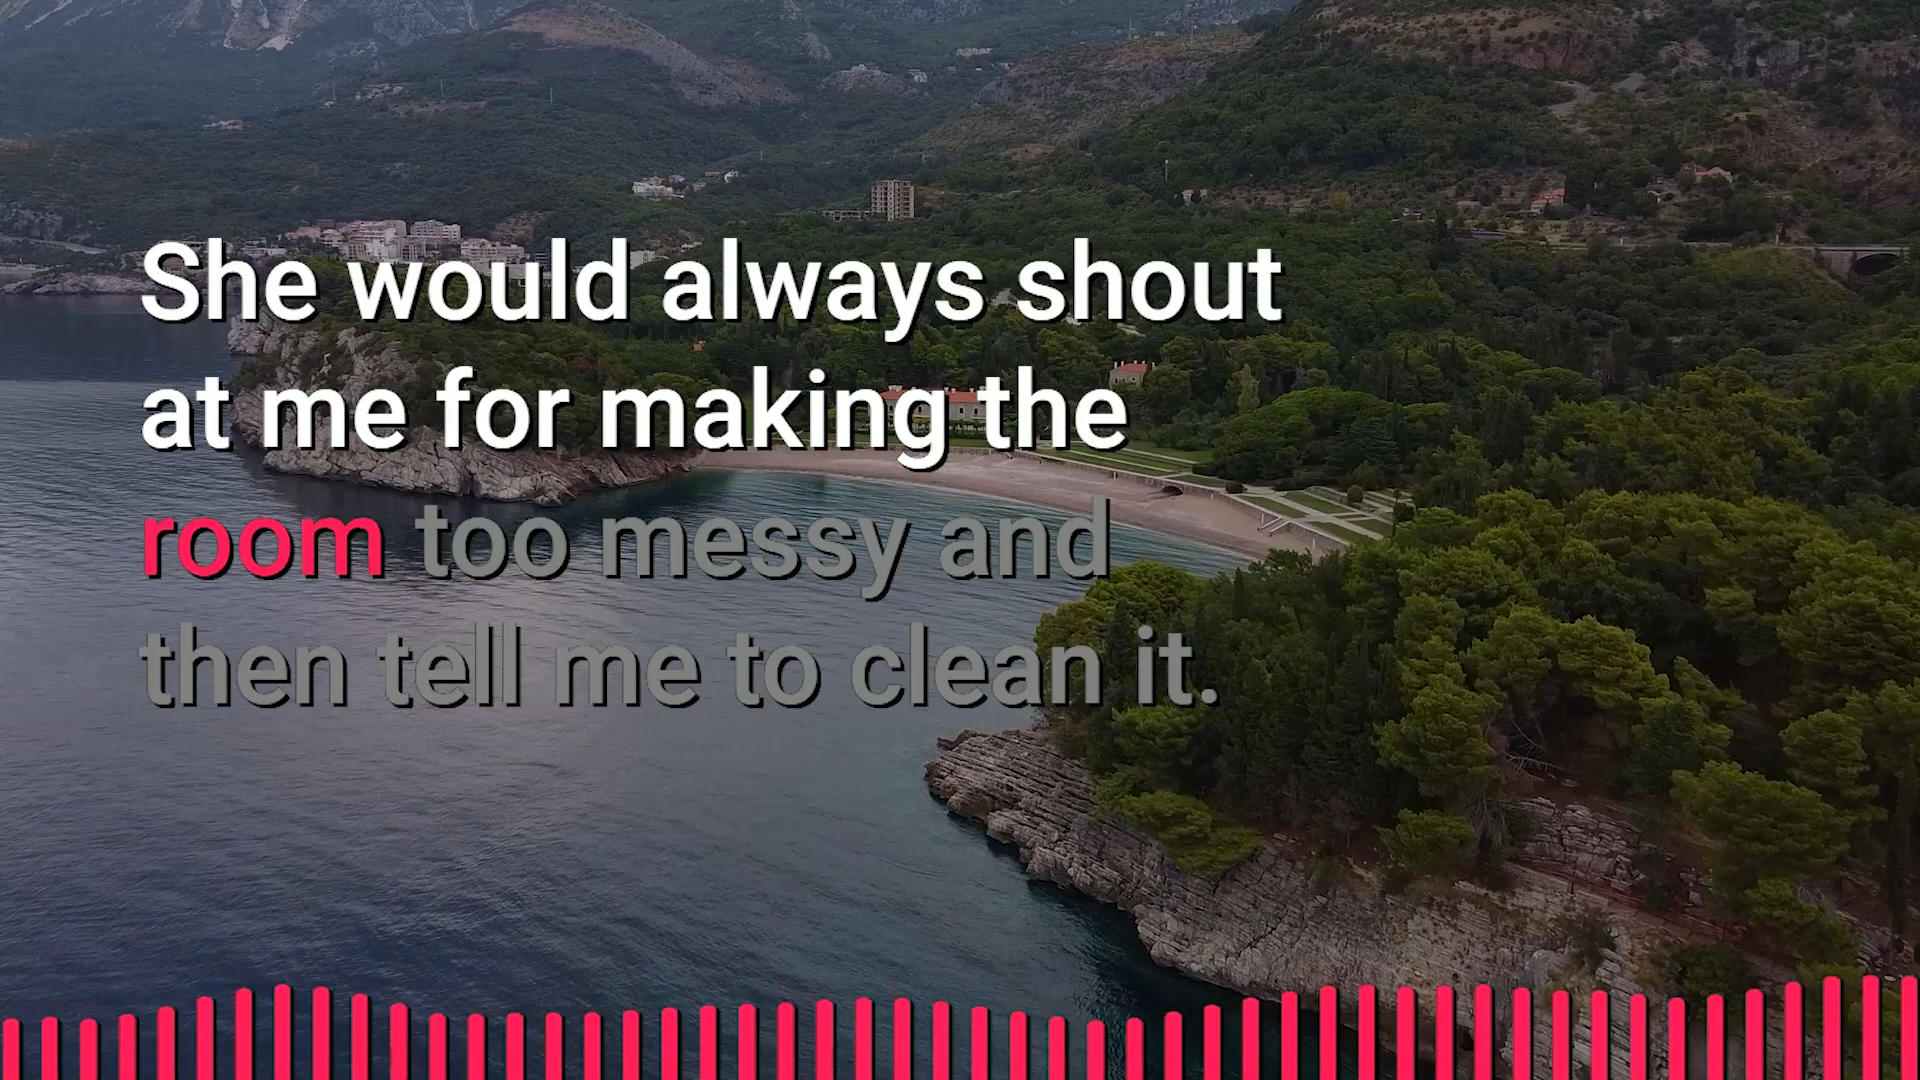 She would always shout
at me for making the
room too messy and
then tell me to clean it.